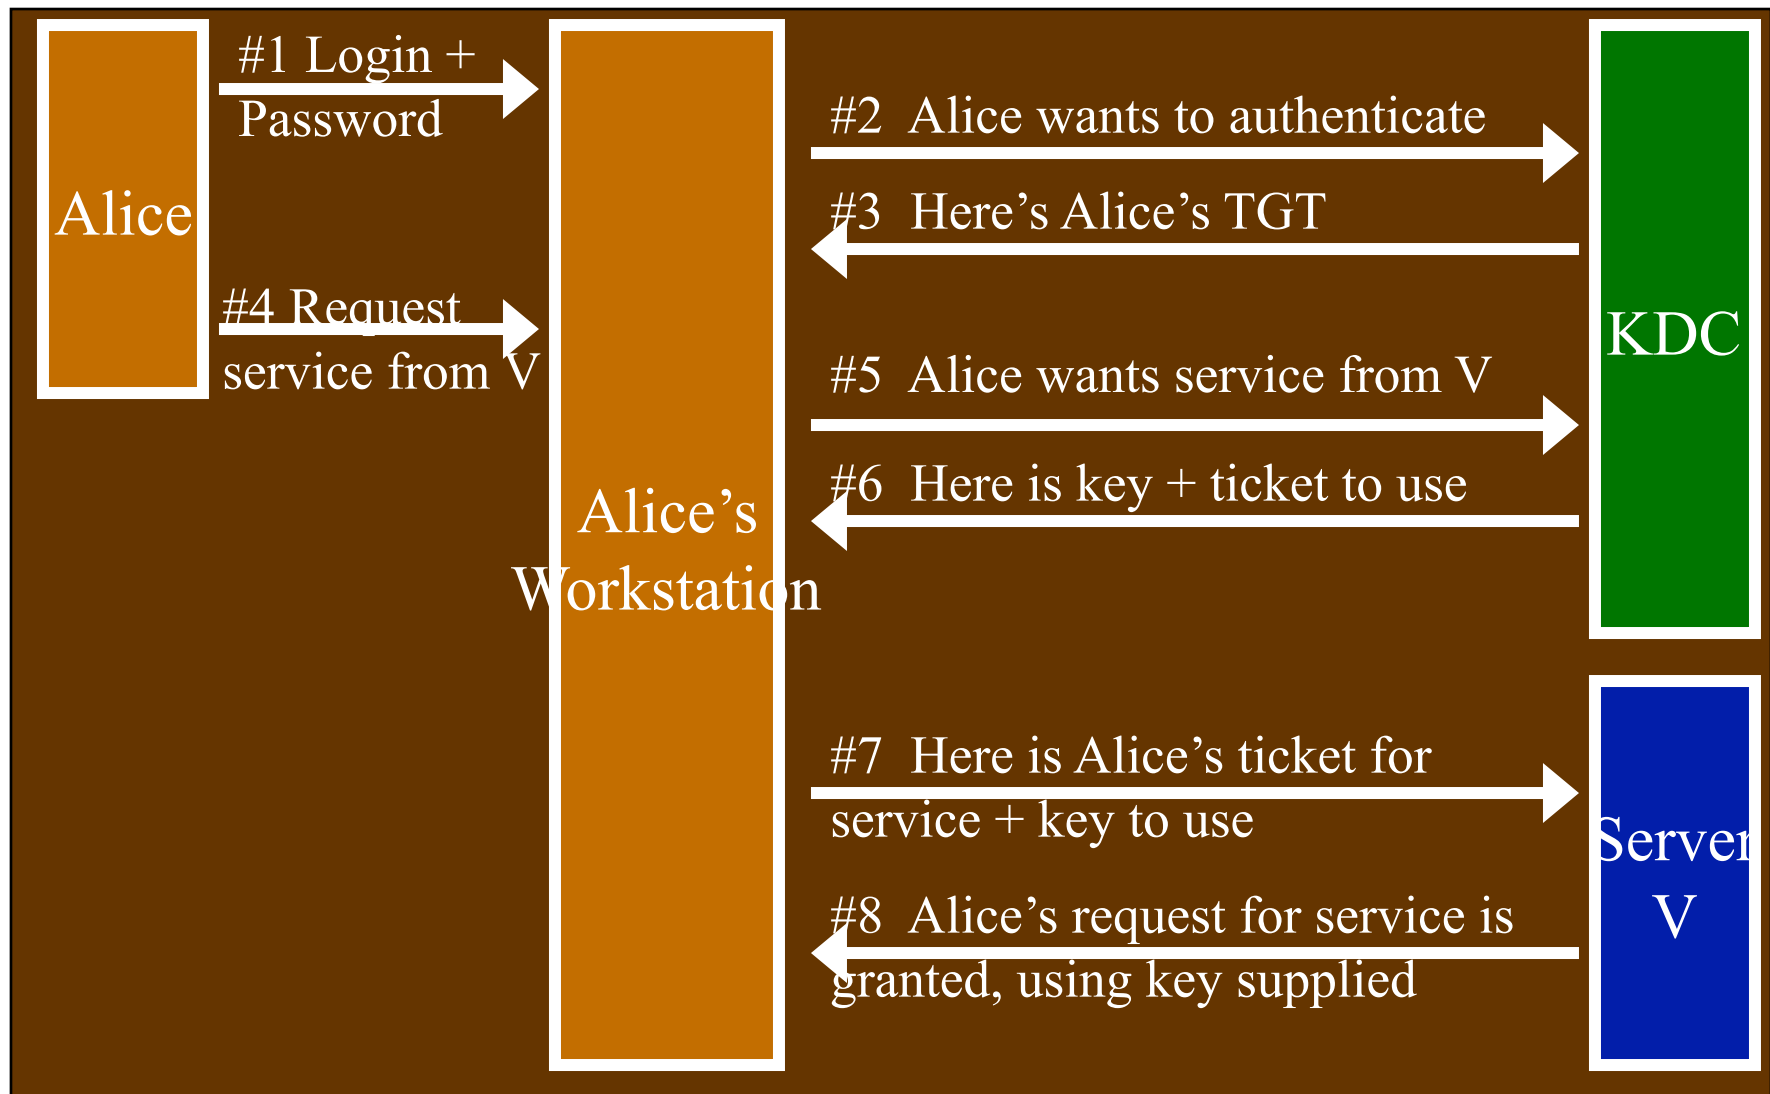 #1 Login +
Password
Alice
#2 Alice wants to authenticate
#3 Here’s Alice’s TGT
#4 Request
service from V
KDC
#5 Alice wants service from V
#6 Here is key + ticket to use
Alice’s
Workstation
#7 Here is Alice’s ticket for
service + key to use
Server
V
#8 Alice’s request for service is
granted, using key supplied